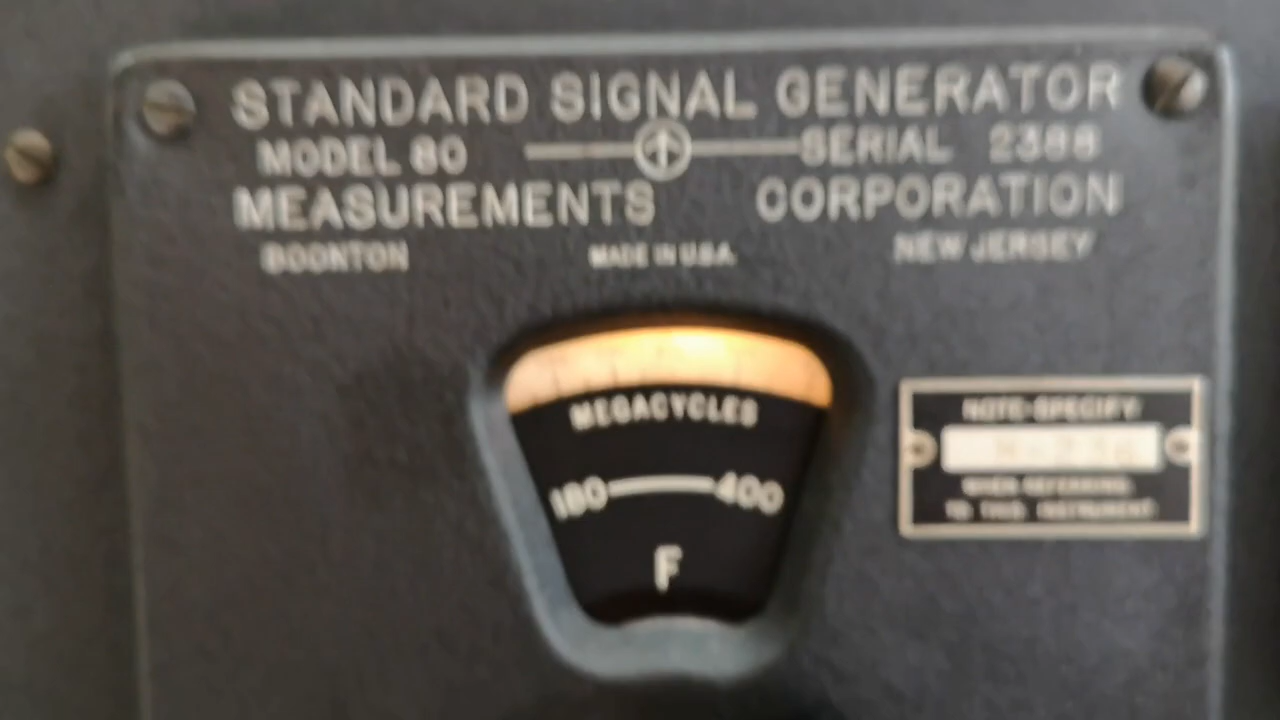 STANDARD SIGNAL GENERATOR
MODEL 80 SERIAL 2388
MEASUREMENTS CORPORATION
BOONTON MADE IN U.S.A. NEW JERSEY
MEGACYCLES
180 400
F
NOTE-SPECIFY
WHEN REFERRING
TO THIS INSTRUMENT